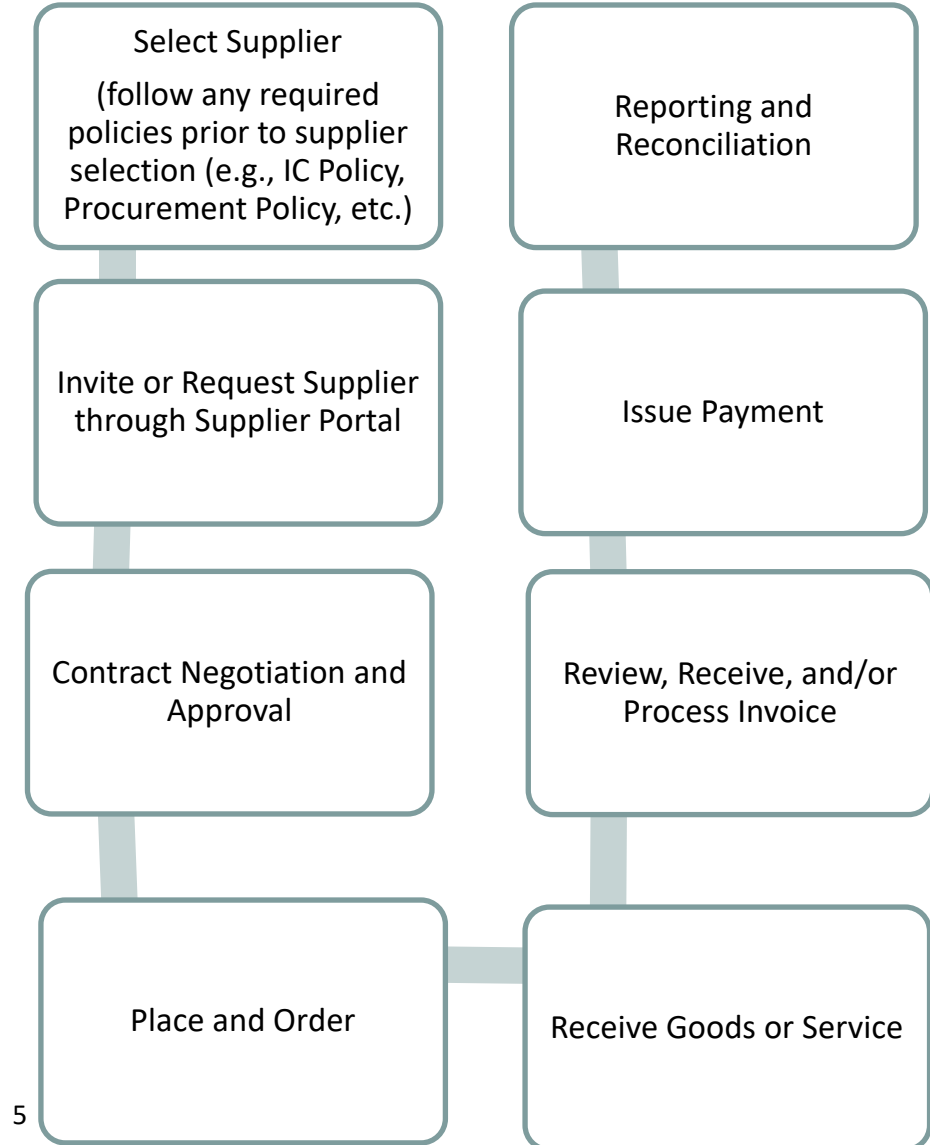 Select Supplier
(follow any required
policies prior to supplier
selection (e.g., IC Policy,
Procurement Policy, etc.)
Invite or Request Supplier
through Supplier Portal
Contract Negotiation and
Approval
Place and Order
Receive Goods or Service
Review, Receive, and/or
Process Invoice
Issue Payment
Reporting and
Reconciliation
5